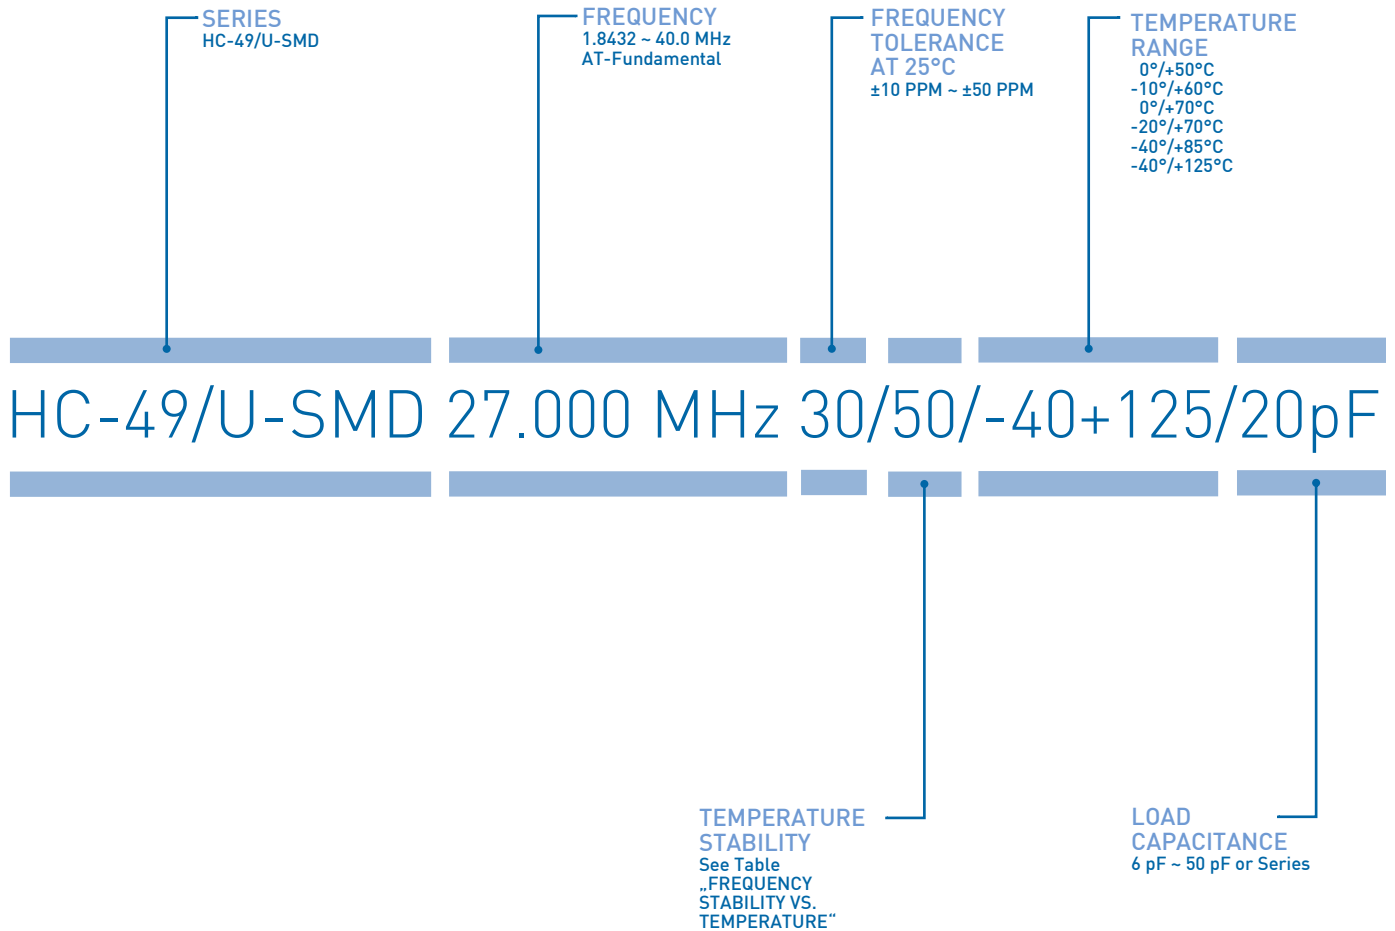 SERIES
HC-49/U-SMD
FREQUENCY
1.8432 ~ 40.0 MHz
AT-Fundamental
FREQUENCY
TOLERANCE
AT 25°C
±10 PPM ~ ±50 PPM
TEMPERATURE
RANGE
0°/+50°C
-10°/+60°C
0°/+70°C
-20°/+70°C
-40°/+85°C
-40°/+125°C
HC-49/U-SMD 27.000 MHz 30/50/-40+125/20pF
TEMPERATURE
STABILITY
See Table
„FREQUENCY
STABILITY VS.
TEMPERATURE“
LOAD
CAPACITANCE
6 pF ~ 50 pF or Series